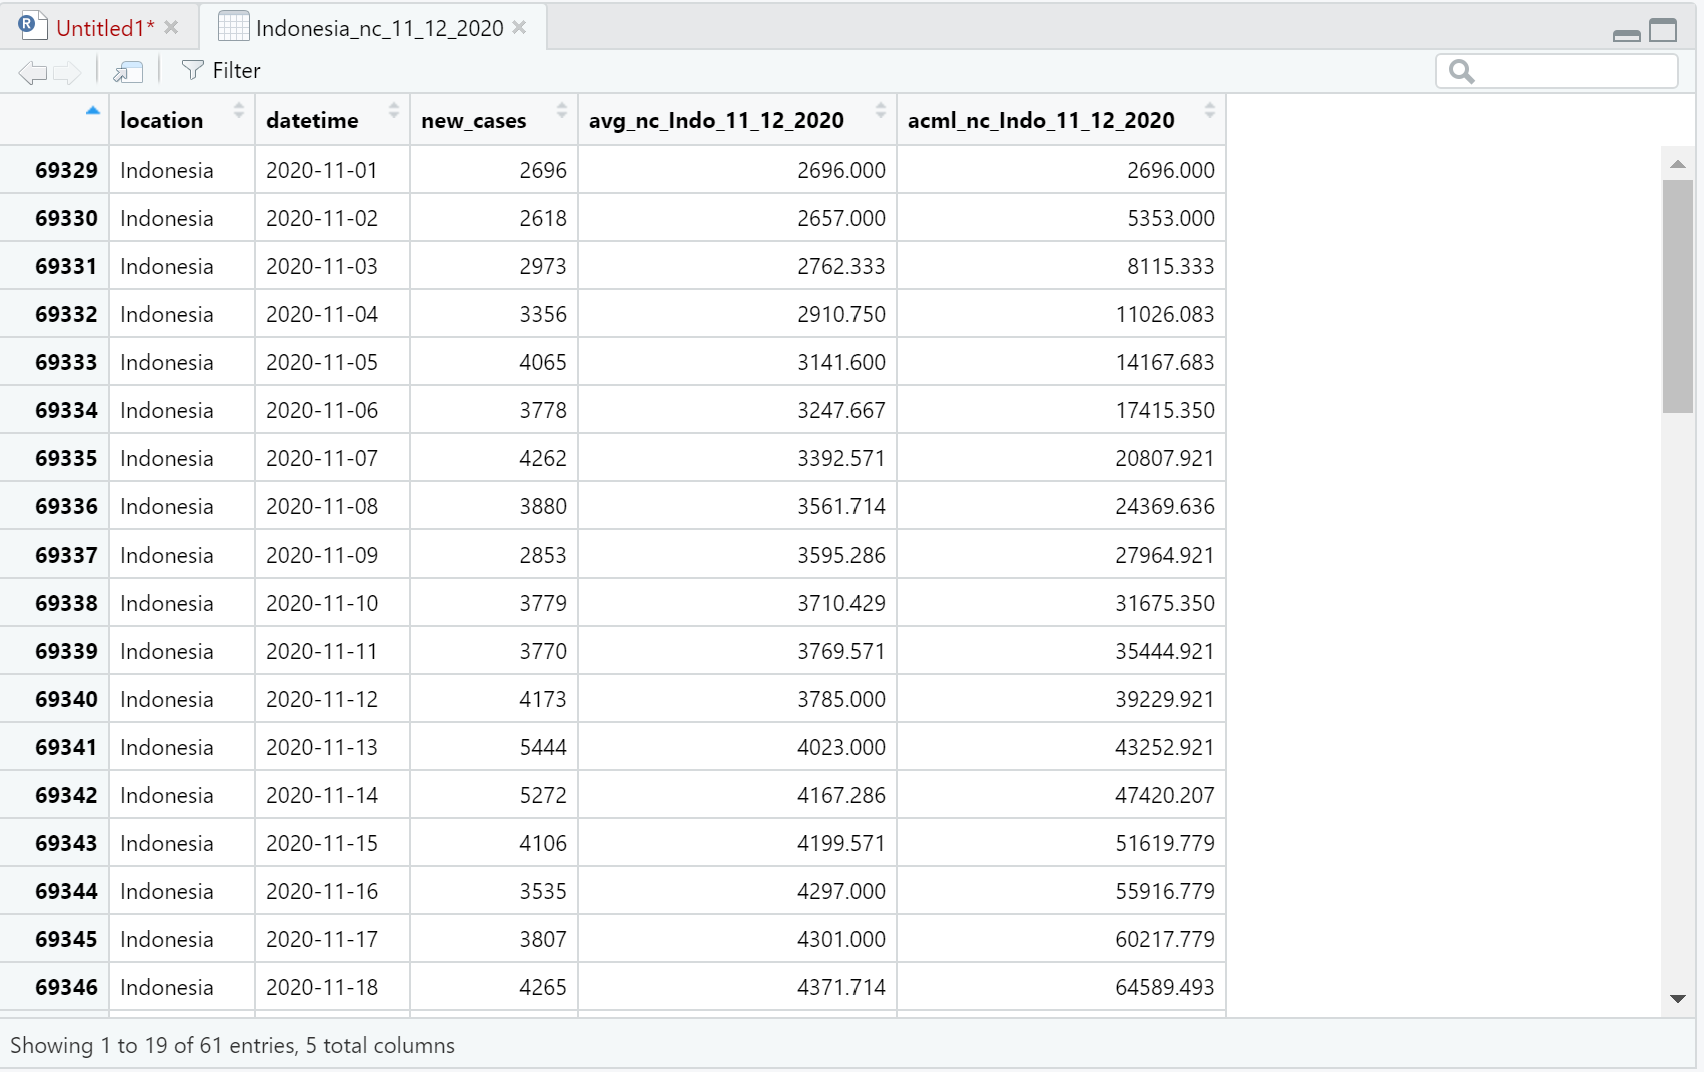 R Untitled1*
Indonesia_nc_11_12_2020
Filter
location datetime new_cases avg_nc_Indo_11_12_2020 acml_nc_Indo_11_12_2020
69329 Indonesia 2020-11-01 2696 2696.000 2696.000
69330 Indonesia 2020-11-02 2618 2657.000 5353.000
69331 Indonesia 2020-11-03 2973 2762.333 8115.333
69332 Indonesia 2020-11-04 3356 2910.750 11026.083
69333 Indonesia 2020-11-05 4065 3141.600 14167.683
69334 Indonesia 2020-11-06 3778 3247.667 17415.350
69335 Indonesia 2020-11-07 4262 3392.571 20807.921
69336 Indonesia 2020-11-08 3880 3561.714 24369.636
69337 Indonesia 2020-11-09 2853 3595.286 27964.921
69338 Indonesia 2020-11-10 3779 3710.429 31675.350
69339 Indonesia 2020-11-11 3770 3769.571 35444.921
69340 Indonesia 2020-11-12 4173 3785.000 39229.921
69341 Indonesia 2020-11-13 5444 4023.000 43252.921
69342 Indonesia 2020-11-14 5272 4167.286 47420.207
69343 Indonesia 2020-11-15 4106 4199.571 51619.779
69344 Indonesia 2020-11-16 3535 4297.000 55916.779
69345 Indonesia 2020-11-17 3807 4301.000 60217.779
69346 Indonesia 2020-11-18 4265 4371.714 64589.493
Showing 1 to 19 of 61 entries, 5 total columns